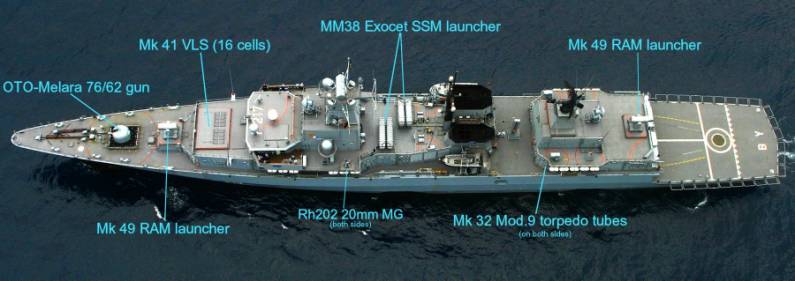 MM38 Exocet SSM launcher
Mk 41 VLS (16 cells)
Mk 49 RAM launcher
OTO-Melara 76/62 gun
217
B Y
Mk 49 RAM launcher
Rh202 20mm MG
(both sides)
Mk 32 Mod.9 torpedo tubes
(on both sides)